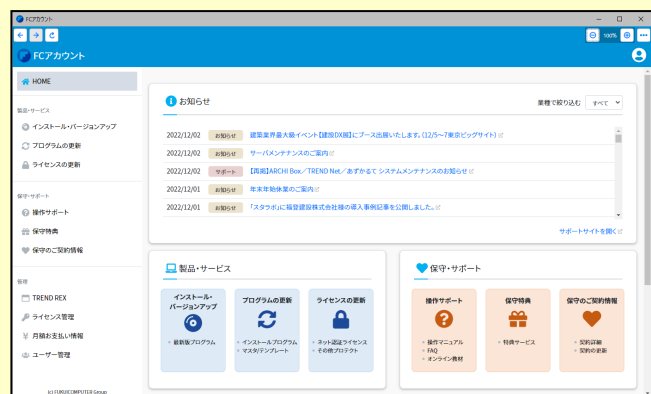 FCアカウント
100%
FCアカウント
HOME
製品・サービス
インストール・バージョンアップ
プログラムの更新
ライセンスの更新
保守・サポート
操作サポート
保守特典
保守のご契約情報
管理
TREND REX
ライセンス管理
月額お支払い情報
ユーザー管理
(c) FUKUICOMPUTER Group
お知らせ
業種で絞り込む すべて
2022/12/02 お知らせ 建築業界最大級イベント【建設DX展】にブース出展いたします。(12/5～7東京ビッグサイト)
2022/12/02 お知らせ サーバメンテナンスのご案内
2022/12/02 サポート 【再掲】ARCHI Box／TREND Net／あずかるて システムメンテナンスのお知らせ
2022/12/01 お知らせ 年末年始休業のご案内
2022/12/01 お知らせ 「スタラボ」に福登建設株式会社様の導入事例記事を公開しました。
サポートサイトを開く
製品・サービス
インストール・
バージョンアップ
最新版プログラム
プログラムの更新
インストールプログラム
マスタ/テンプレート
ライセンスの更新
ネット認証ライセンス
その他プロテクト
保守・サポート
操作サポート
操作マニュアル
FAQ
オンライン教材
保守特典
特典サービス
保守のご契約情報
契約詳細
契約の更新